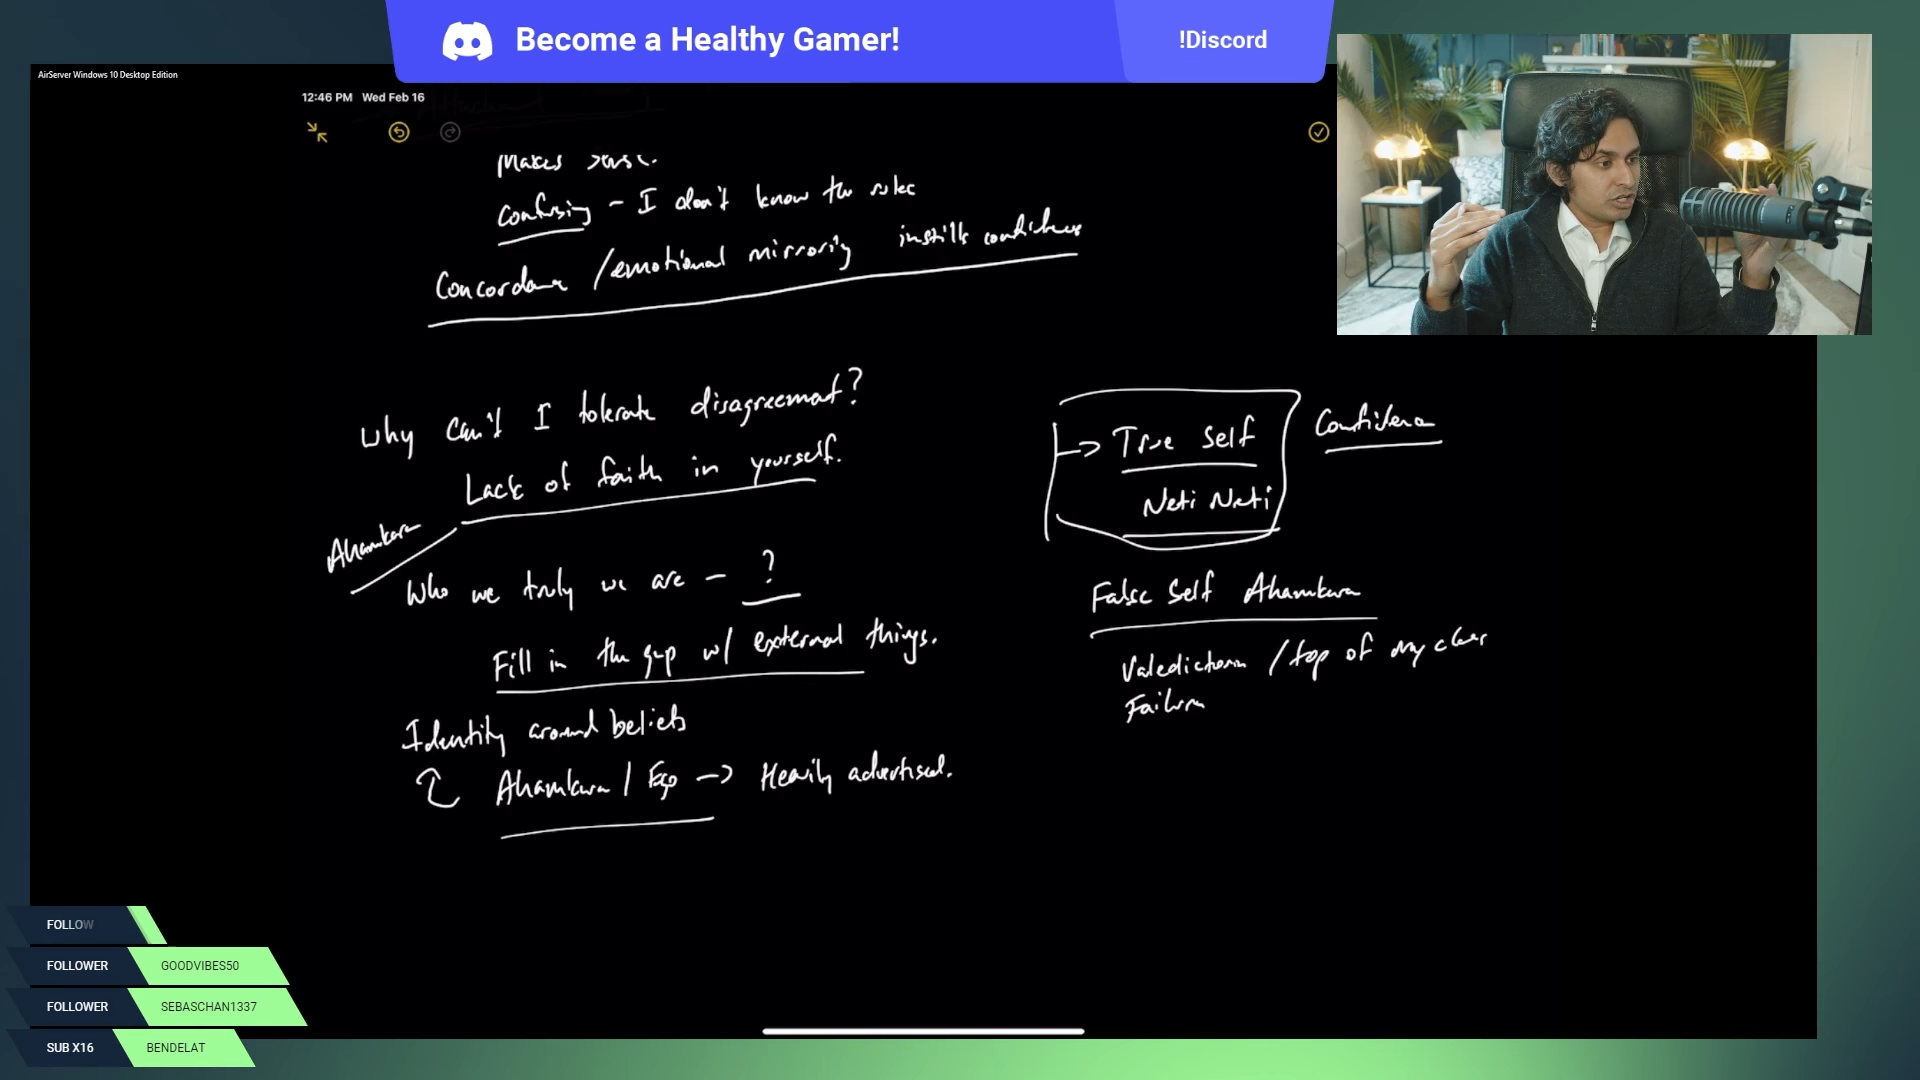 Become a Healthy Gamer!
!Discord
AirServer Windows 10 Desktop Edition
12:46 PM Wed Feb 16
Makes sense.
Confusing - I don't know the rules
Concordance / emotional mirroring instills confidence
Why can't I tolerate disagreement?
Lack of faith in yourself.
Ahamkara
Who we truly we are - ?
Fill in the gap w/ external things.
Identity around beliefs
Ahamkara / Ego -> Heavily advertised.
-> True Self
Confidence
Neti Neti
False Self Ahamkara
Valedictorian / top of my class
Failure
FOLLOW
FOLLOWER GOODVIBES50
FOLLOWER SEBASCHAN1337
SUB X16 BENDELAT